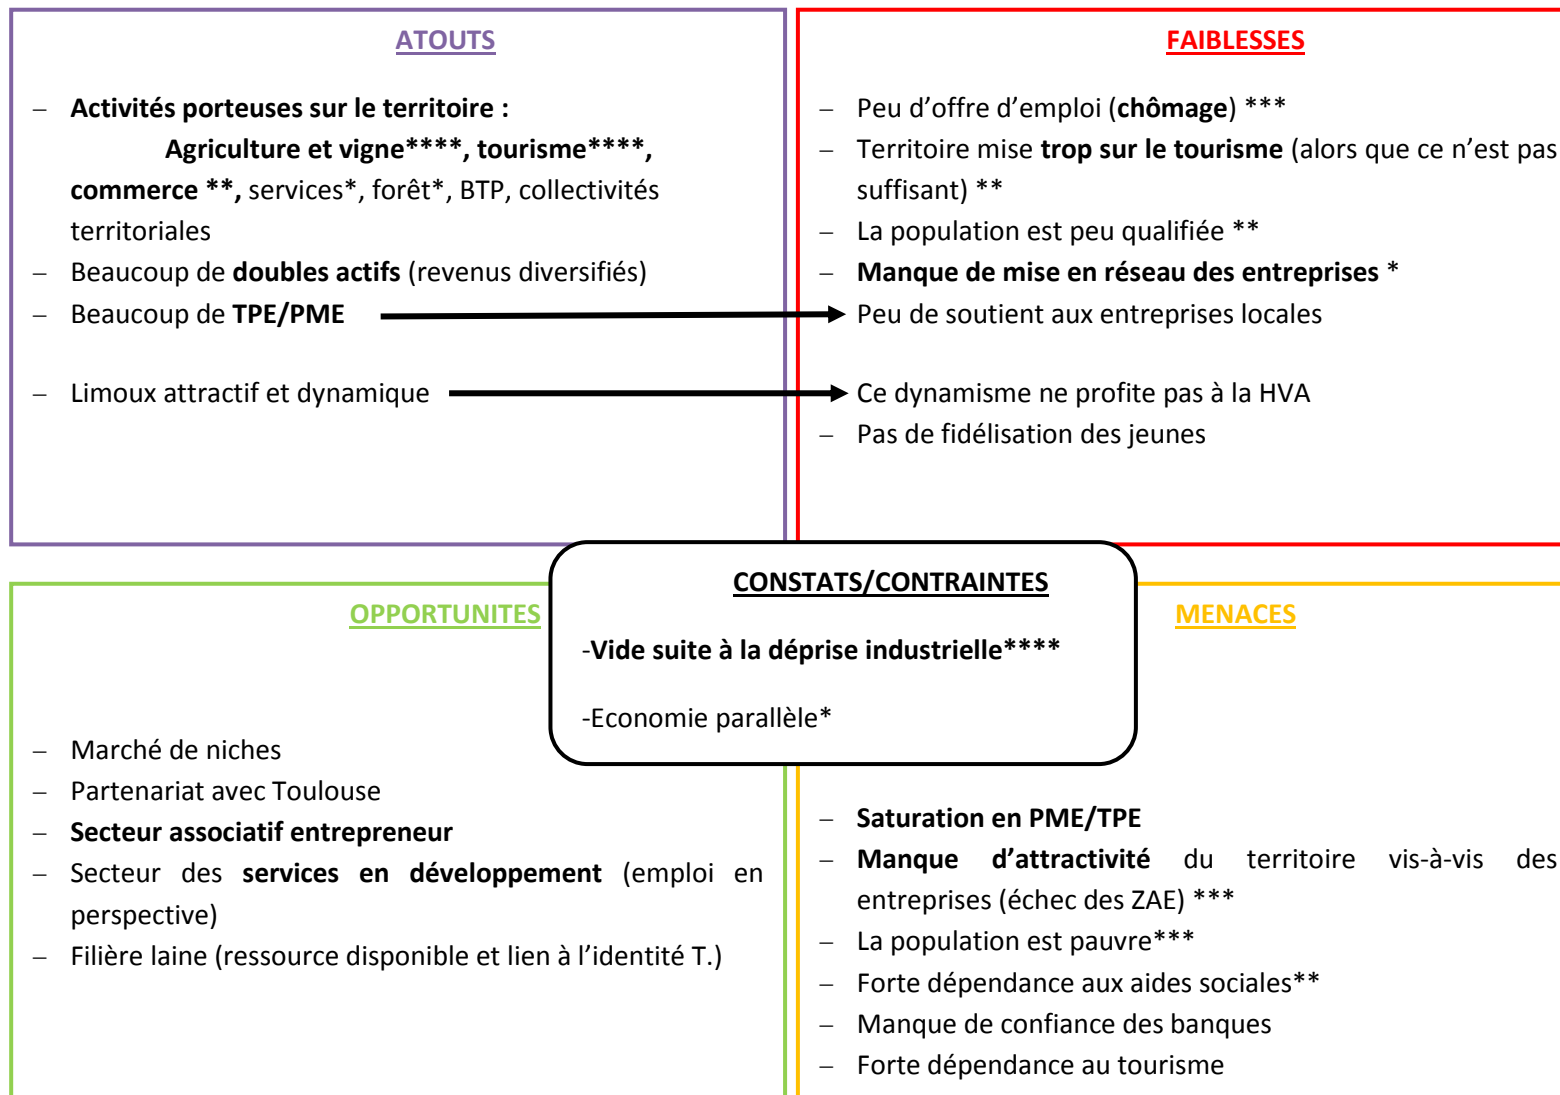 ATOUTS
– Activités porteuses sur le territoire :
Agriculture et vigne****, tourisme****,
commerce **, services*, forêt*, BTP, collectivités
territoriales
– Beaucoup de doubles actifs (revenus diversifiés)
– Beaucoup de TPE/PME
– Limoux attractif et dynamique
FAIBLESSES
– Peu d’offre d’emploi (chômage) ***
– Territoire mise trop sur le tourisme (alors que ce n’est pas
suffisant) **
– La population est peu qualifiée **
– Manque de mise en réseau des entreprises *
Peu de soutient aux entreprises locales
Ce dynamisme ne profite pas à la HVA
– Pas de fidélisation des jeunes
CONSTATS/CONTRAINTES
-Vide suite à la déprise industrielle****
-Economie parallèle*
OPPORTUNITES
– Marché de niches
– Partenariat avec Toulouse
– Secteur associatif entrepreneur
– Secteur des services en développement (emploi en
perspective)
– Filière laine (ressource disponible et lien à l’identité T.)
MENACES
– Saturation en PME/TPE
– Manque d’attractivité du territoire vis-à-vis des
entreprises (échec des ZAE) ***
– La population est pauvre***
– Forte dépendance aux aides sociales**
– Manque de confiance des banques
– Forte dépendance au tourisme